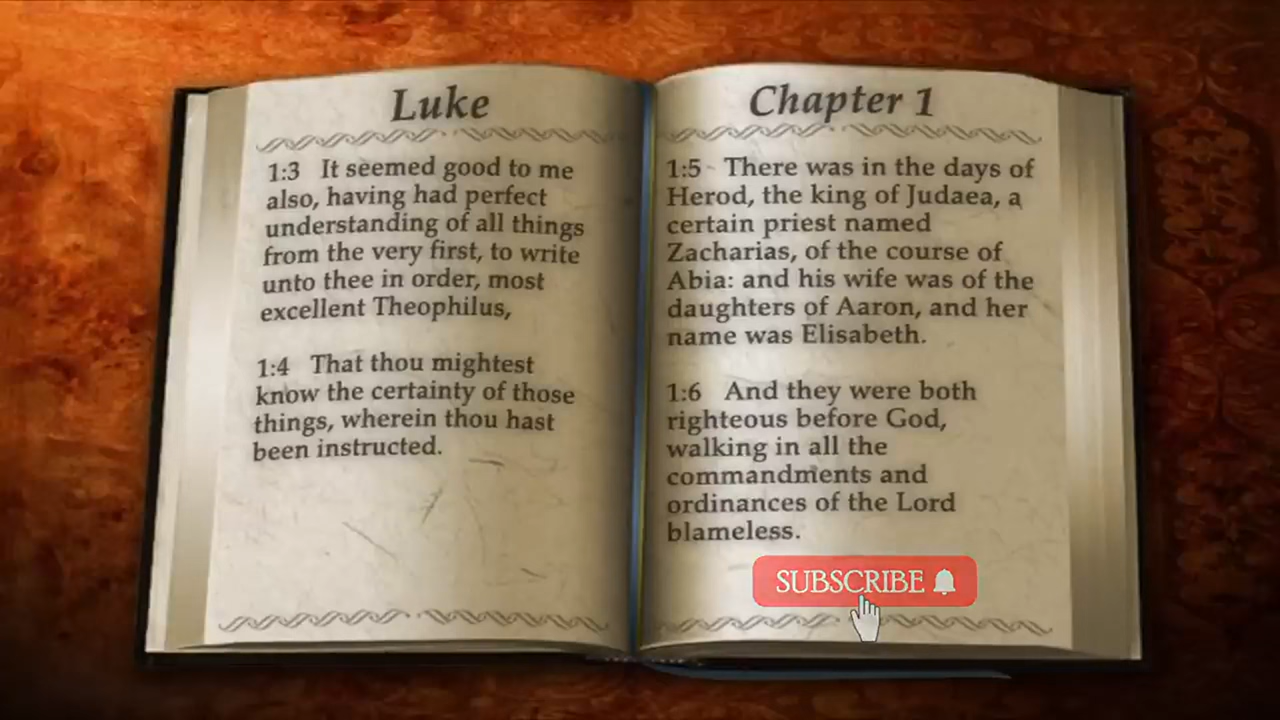 Luke
1:3 It seemed good to me
also, having had perfect
understanding of all things
from the very first, to write
unto thee in order, most
excellent Theophilus,
1:4 That thou mightest
know the certainty of those
things, wherein thou hast
been instructed.
Chapter 1
1:5 There was in the days of
Herod, the king of Judaea, a
certain priest named
Zacharias, of the course of
Abia: and his wife was of the
daughters of Aaron, and her
name was Elisabeth.
1:6 And they were both
righteous before God,
walking in all the
commandments and
ordinances of the Lord
blameless.
SUBSCRIBE